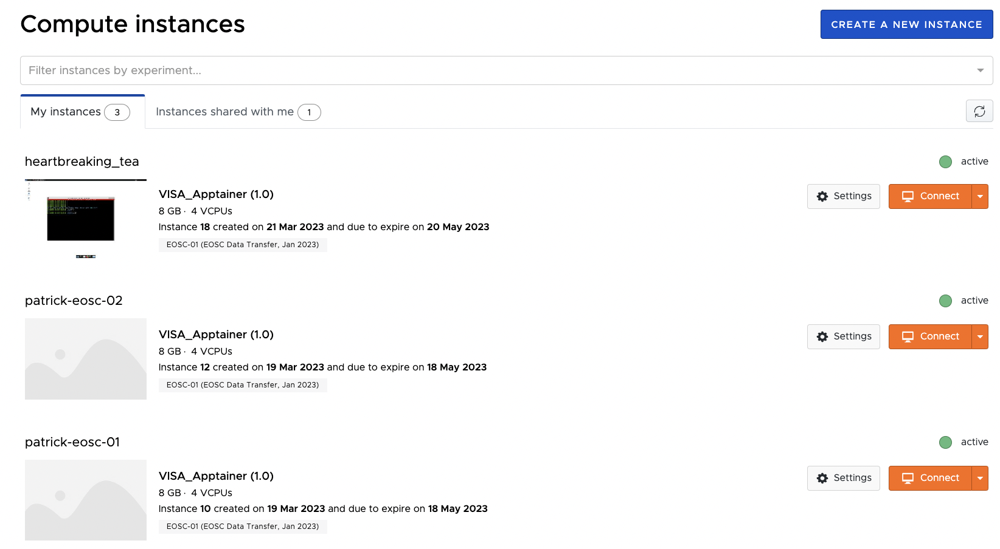 Compute instances
CREATE A NEW INSTANCE
Filter instances by experiment...
My instances 3
Instances shared with me 1
heartbreaking_tea
active
VISA_Apptainer (1.0)
8 GB · 4 VCPUs
Instance 18 created on 21 Mar 2023 and due to expire on 20 May 2023
EOSC-01 (EOSC Data Transfer, Jan 2023)
Settings
Connect
patrick-eosc-02
active
VISA_Apptainer (1.0)
8 GB · 4 VCPUs
Instance 12 created on 19 Mar 2023 and due to expire on 18 May 2023
EOSC-01 (EOSC Data Transfer, Jan 2023)
Settings
Connect
patrick-eosc-01
active
VISA_Apptainer (1.0)
8 GB · 4 VCPUs
Instance 10 created on 19 Mar 2023 and due to expire on 18 May 2023
EOSC-01 (EOSC Data Transfer, Jan 2023)
Settings
Connect